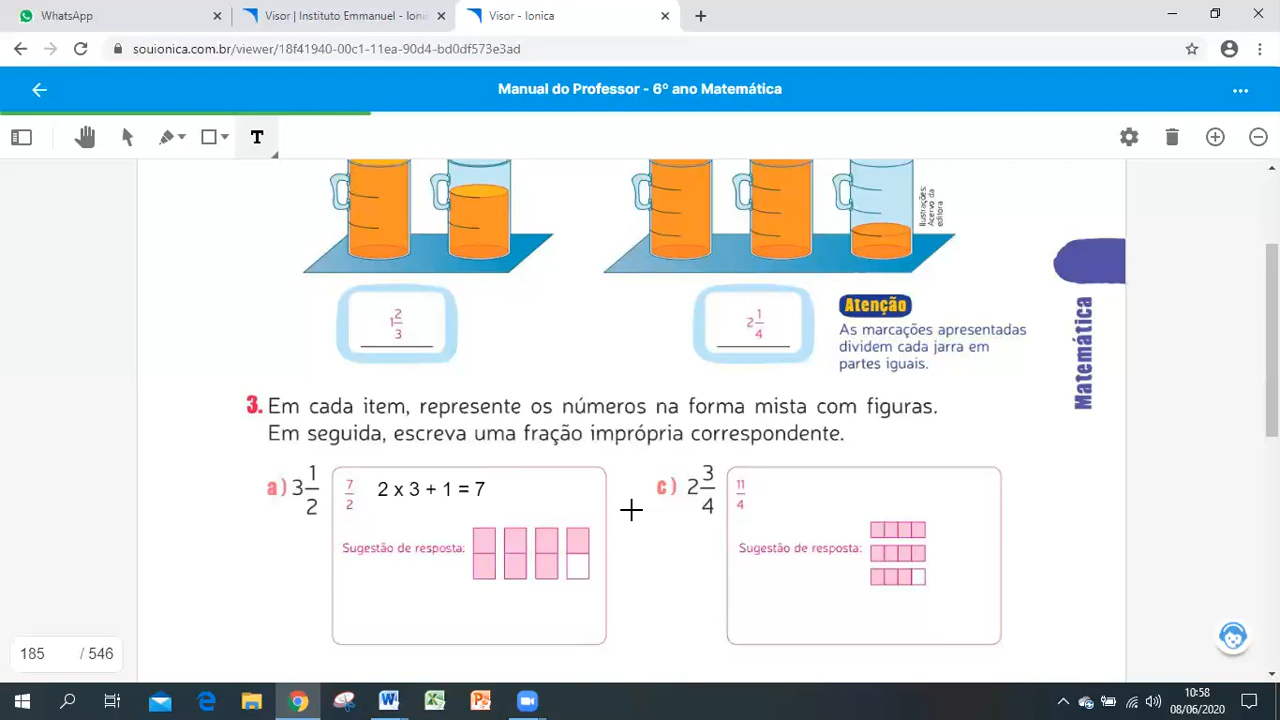 WhatsApp
Visor | Instituto Emmanuel - Ioni
Visor - Ionica
souionica.com.br/viewer/18f41940-00c1-11ea-90d4-bd0df573e3ad
Manual do Professor - 6º ano Matemática
T
Ilustrações:
Acervo da
editora
1 2/3
2 1/4
Atenção
As marcações apresentadas
dividem cada jarra em
partes iguais.
Matemática
3. Em cada item, represente os números na forma mista com figuras.
Em seguida, escreva uma fração imprópria correspondente.
a) 3 1/2
7/2
2 x 3 + 1 = 7
Sugestão de resposta:
c) 2 3/4
11/4
Sugestão de resposta:
185 / 546
10:58
08/06/2020